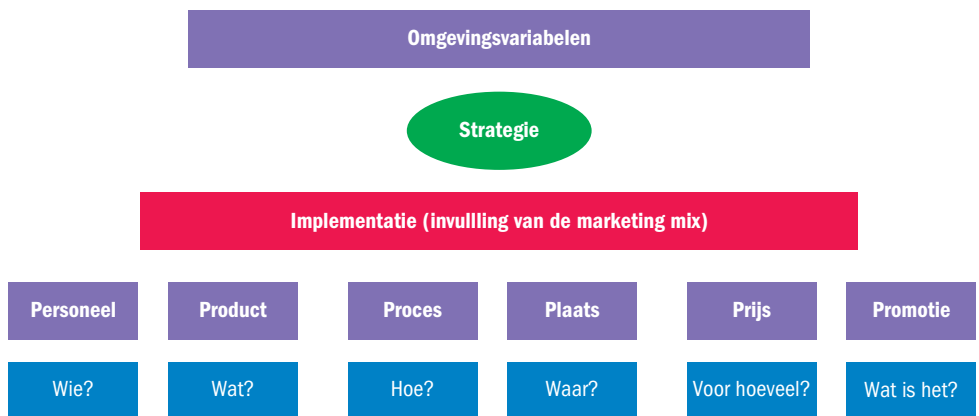 Omgevingsvariabelen
Strategie
Implementatie (invullling van de marketing mix)
Personeel
Product
Proces
Plaats
Prijs
Promotie
Wie?
Wat?
Hoe?
Waar?
Voor hoeveel?
Wat is het?